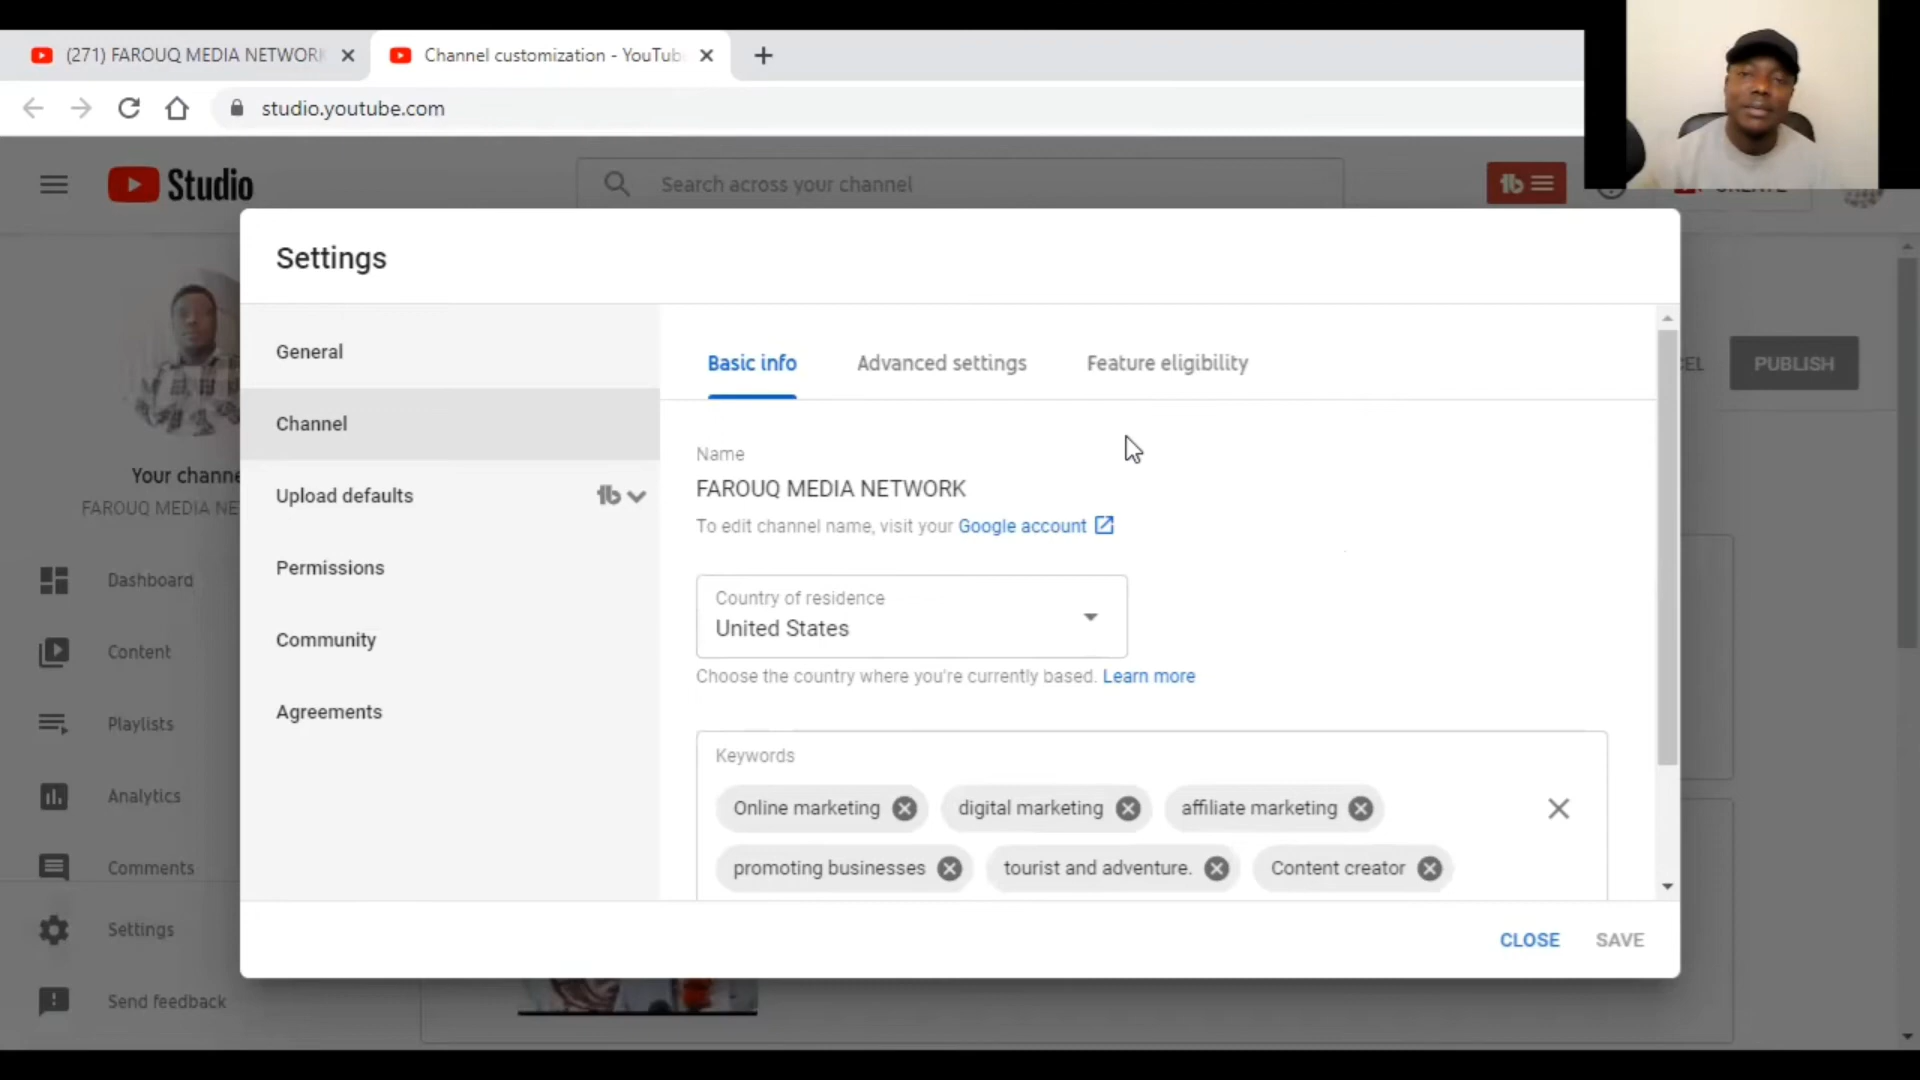 (271) FAROUQ MEDIA NETWORK
Channel customization - YouTub
studio.youtube.com
Studio
Search across your channel
CREATE
Settings
General
Channel
Upload defaults
Permissions
Community
Agreements
Basic info
Advanced settings
Feature eligibility
Name
FAROUQ MEDIA NETWORK
To edit channel name, visit your Google account
Country of residence
United States
Choose the country where you're currently based. Learn more
Keywords
Online marketing
digital marketing
affiliate marketing
promoting businesses
tourist and adventure.
Content creator
CLOSE
SAVE
Your channe
FAROUQ MEDIA NE
Dashboard
Content
Playlists
Analytics
Comments
Settings
Send feedback
CEL
PUBLISH